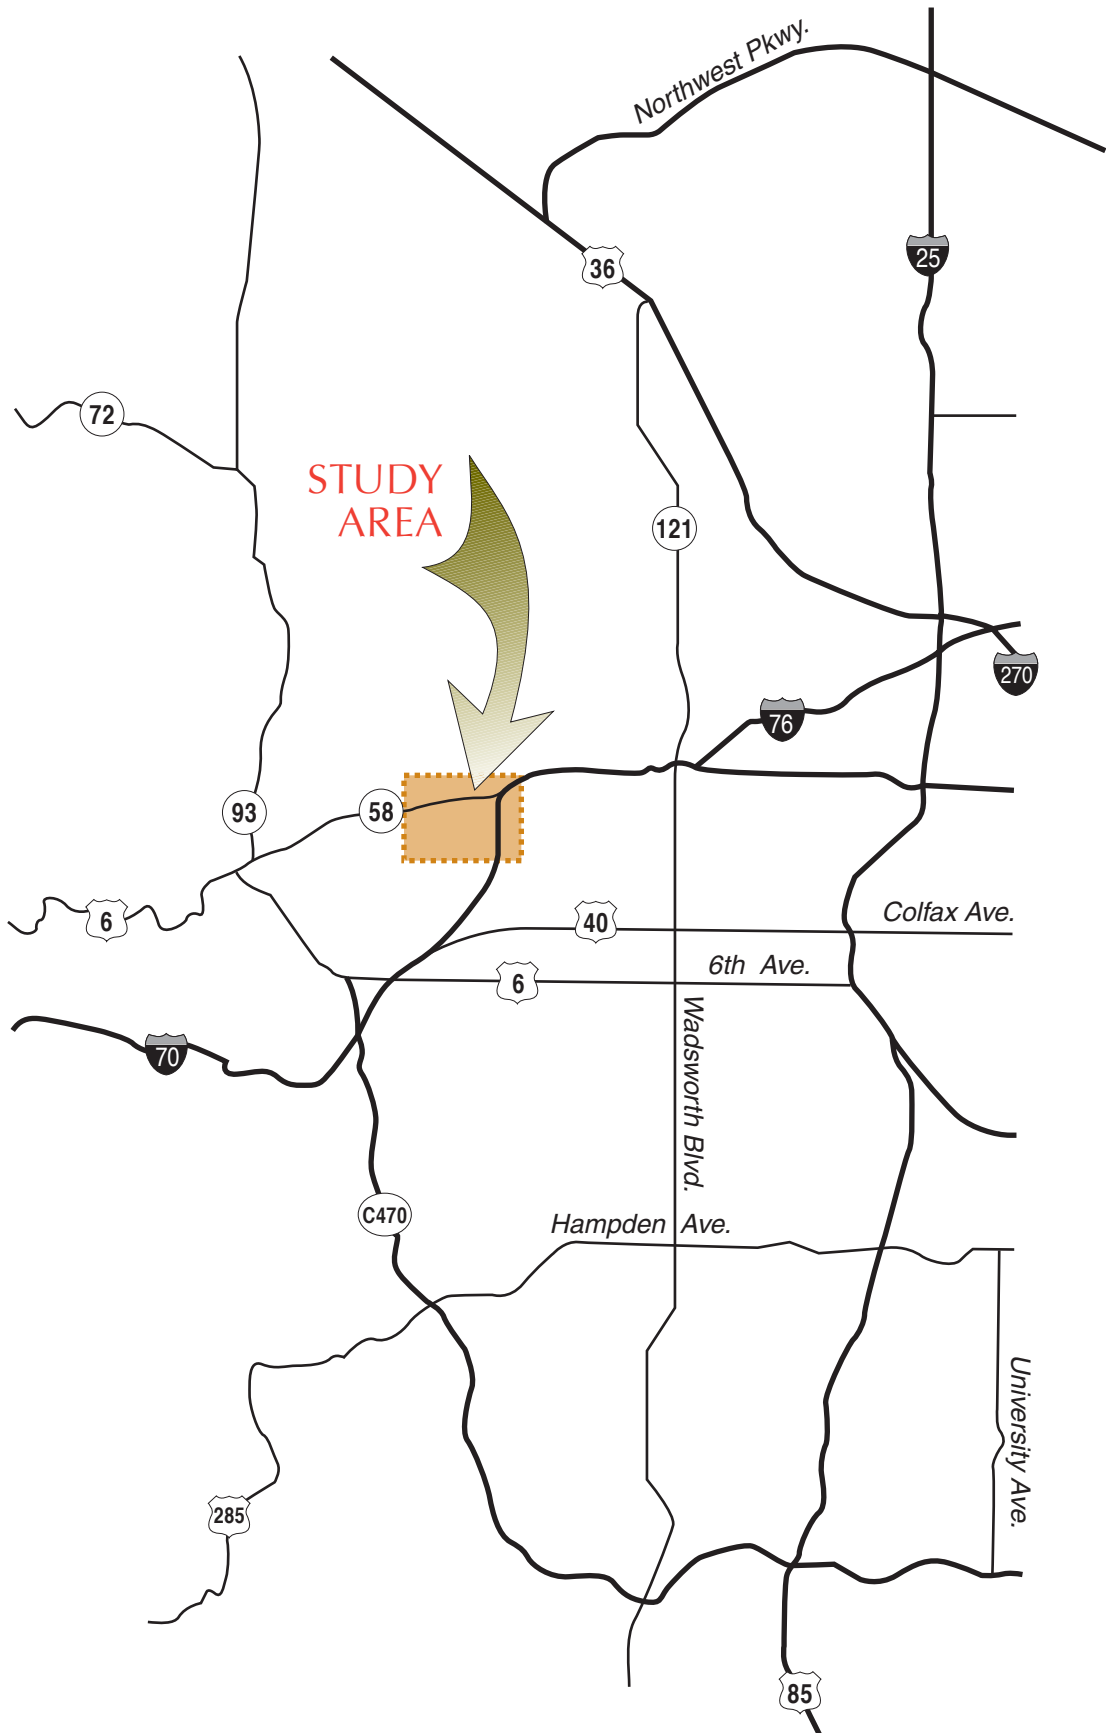 Northwest Pkwy.
25
36
72
STUDY
AREA
121
270
76
93
58
6
40
Colfax Ave.
6th Ave.
6
Wadsworth Blvd.
70
C470
Hampden Ave.
University Ave.
285
85